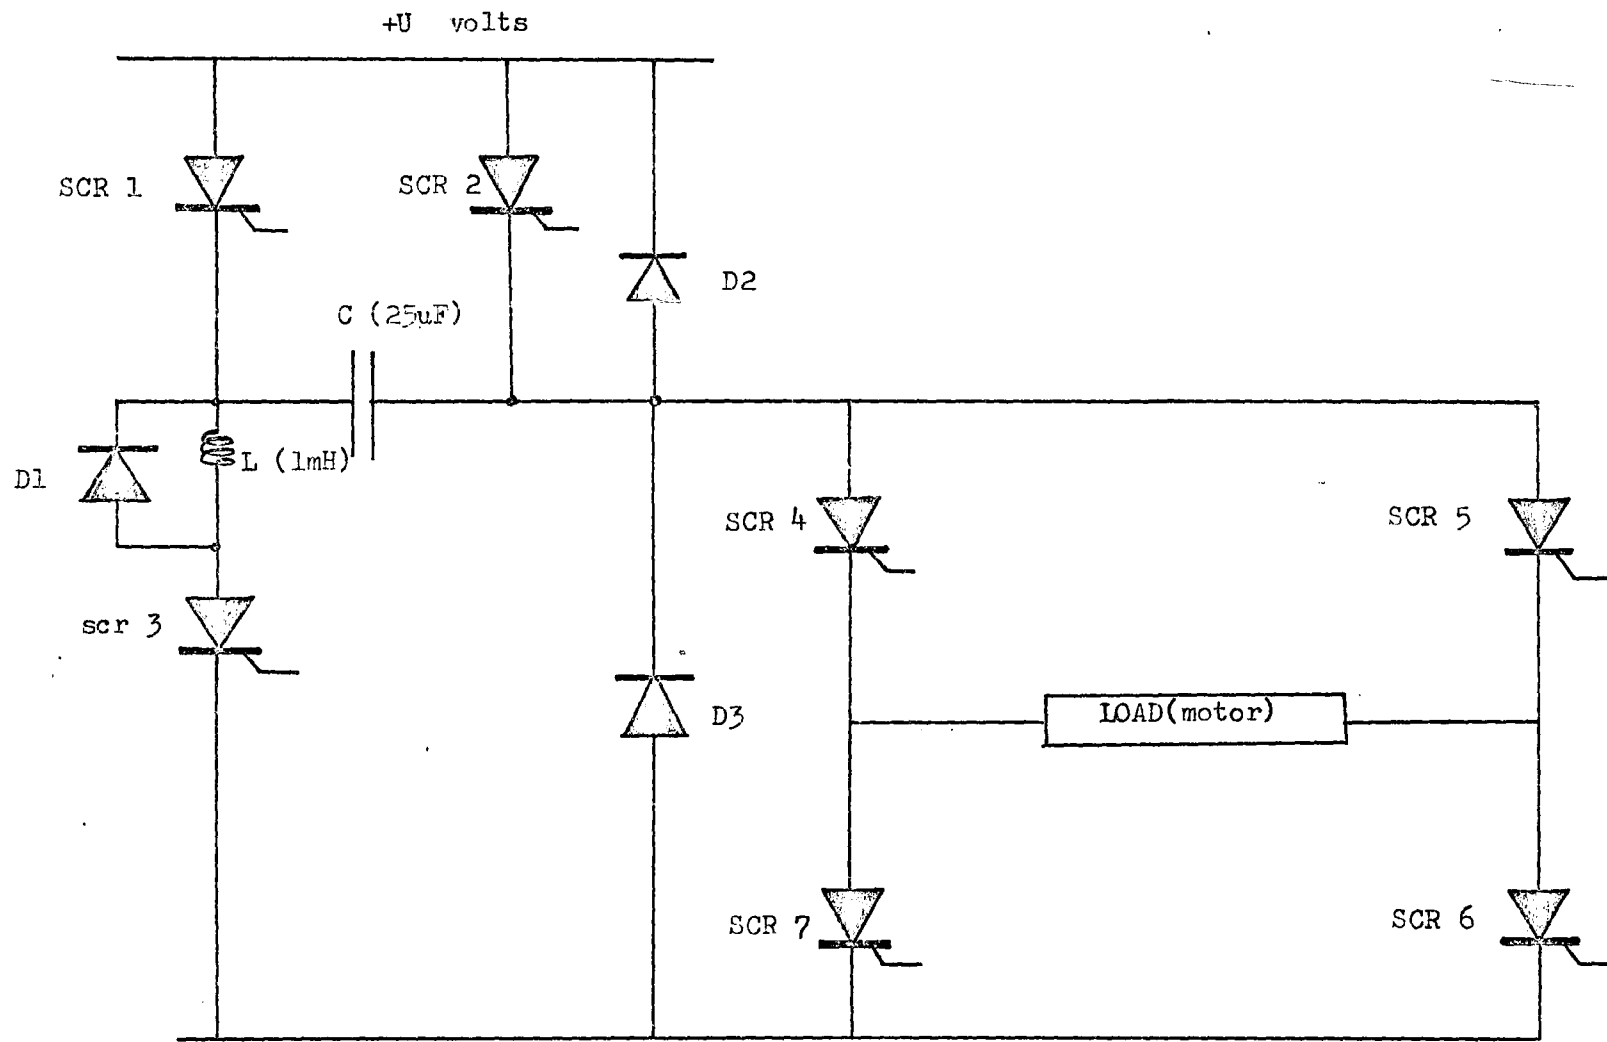 +U volts
SCR 1
SCR 2
D2
C (25uF)
D1
L (1mH)
SCR 4
SCR 5
scr 3
D3
LOAD(motor)
SCR 7
SCR 6